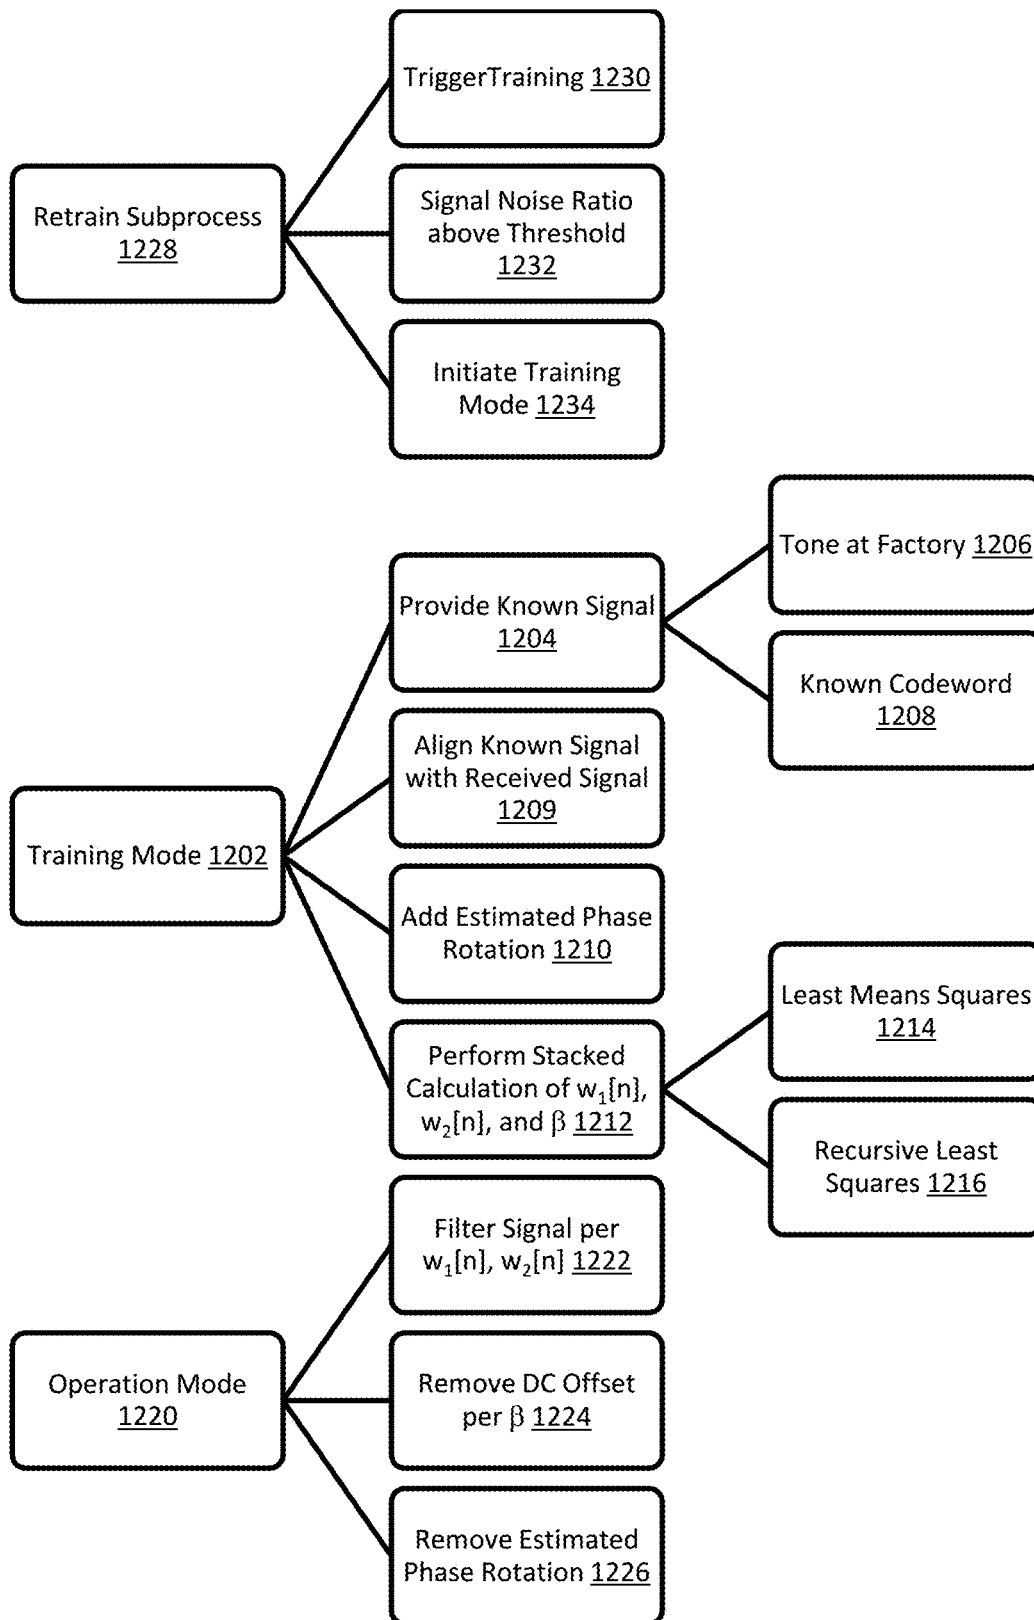 TriggerTraining 1230
Retrain Subprocess
1228
Signal Noise Ratio
above Threshold
1232
Initiate Training
Mode 1234
Training Mode 1202
Provide Known Signal
1204
Tone at Factory 1206
Known Codeword
1208
Align Known Signal
with Received Signal
1209
Add Estimated Phase
Rotation 1210
Perform Stacked
Calculation of w₁[n],
w₂[n], and β 1212
Least Means Squares
1214
Recursive Least
Squares 1216
Operation Mode
1220
Filter Signal per
w₁[n], w₂[n] 1222
Remove DC Offset
per β 1224
Remove Estimated
Phase Rotation 1226